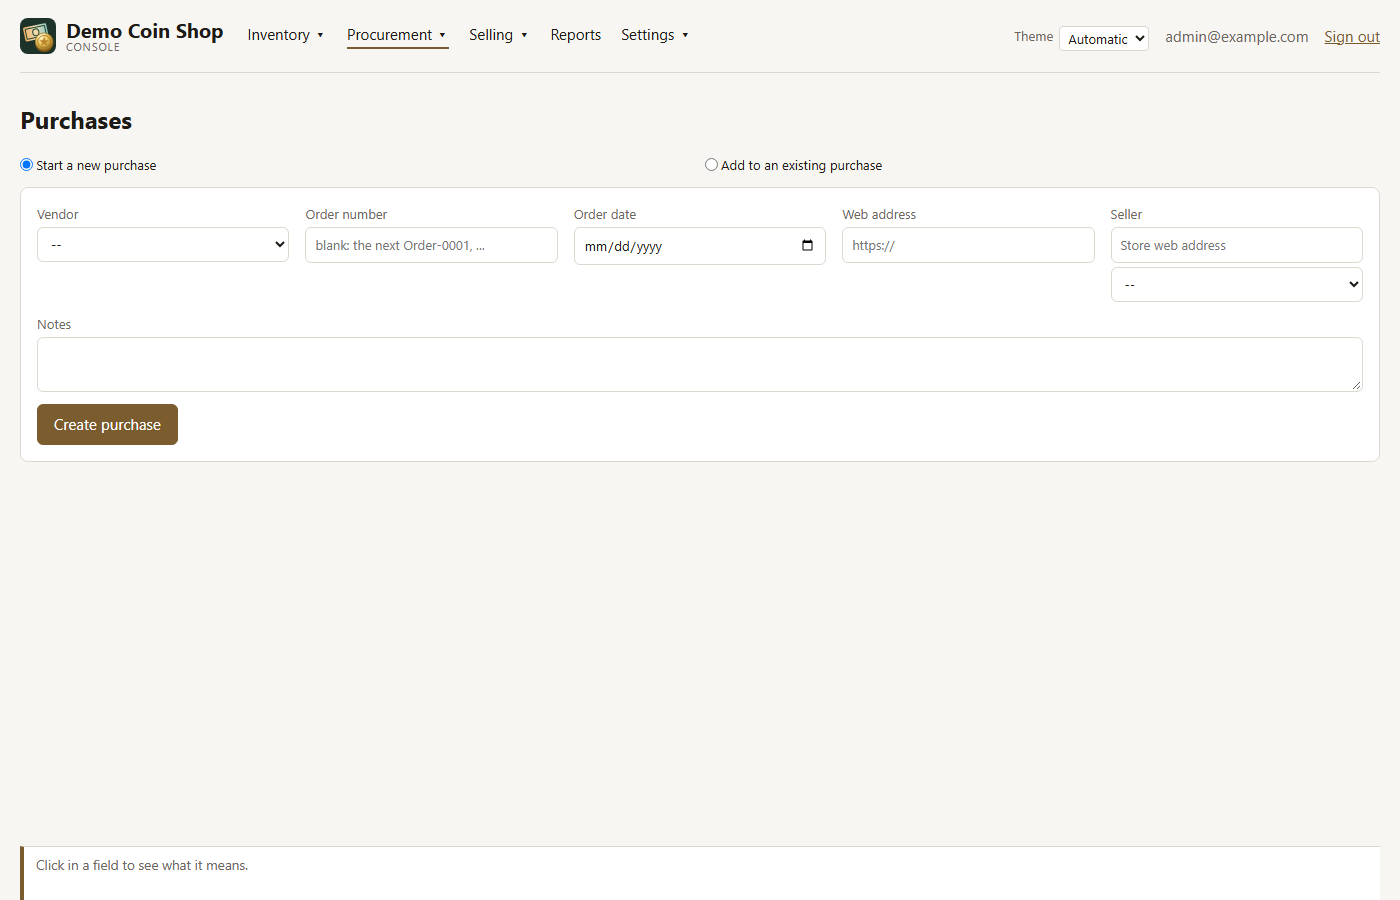 Demo Coin Shop
CONSOLE
Inventory ▼
Procurement ▼
Selling ▼
Reports
Settings ▼
Theme
Automatic
admin@example.com
Sign out
Purchases
Start a new purchase
Add to an existing purchase
Vendor
--
Order number
blank: the next Order-0001, ...
Order date
mm/dd/yyyy
Web address
https://
Seller
Store web address
--
Notes
Create purchase
Click in a field to see what it means.